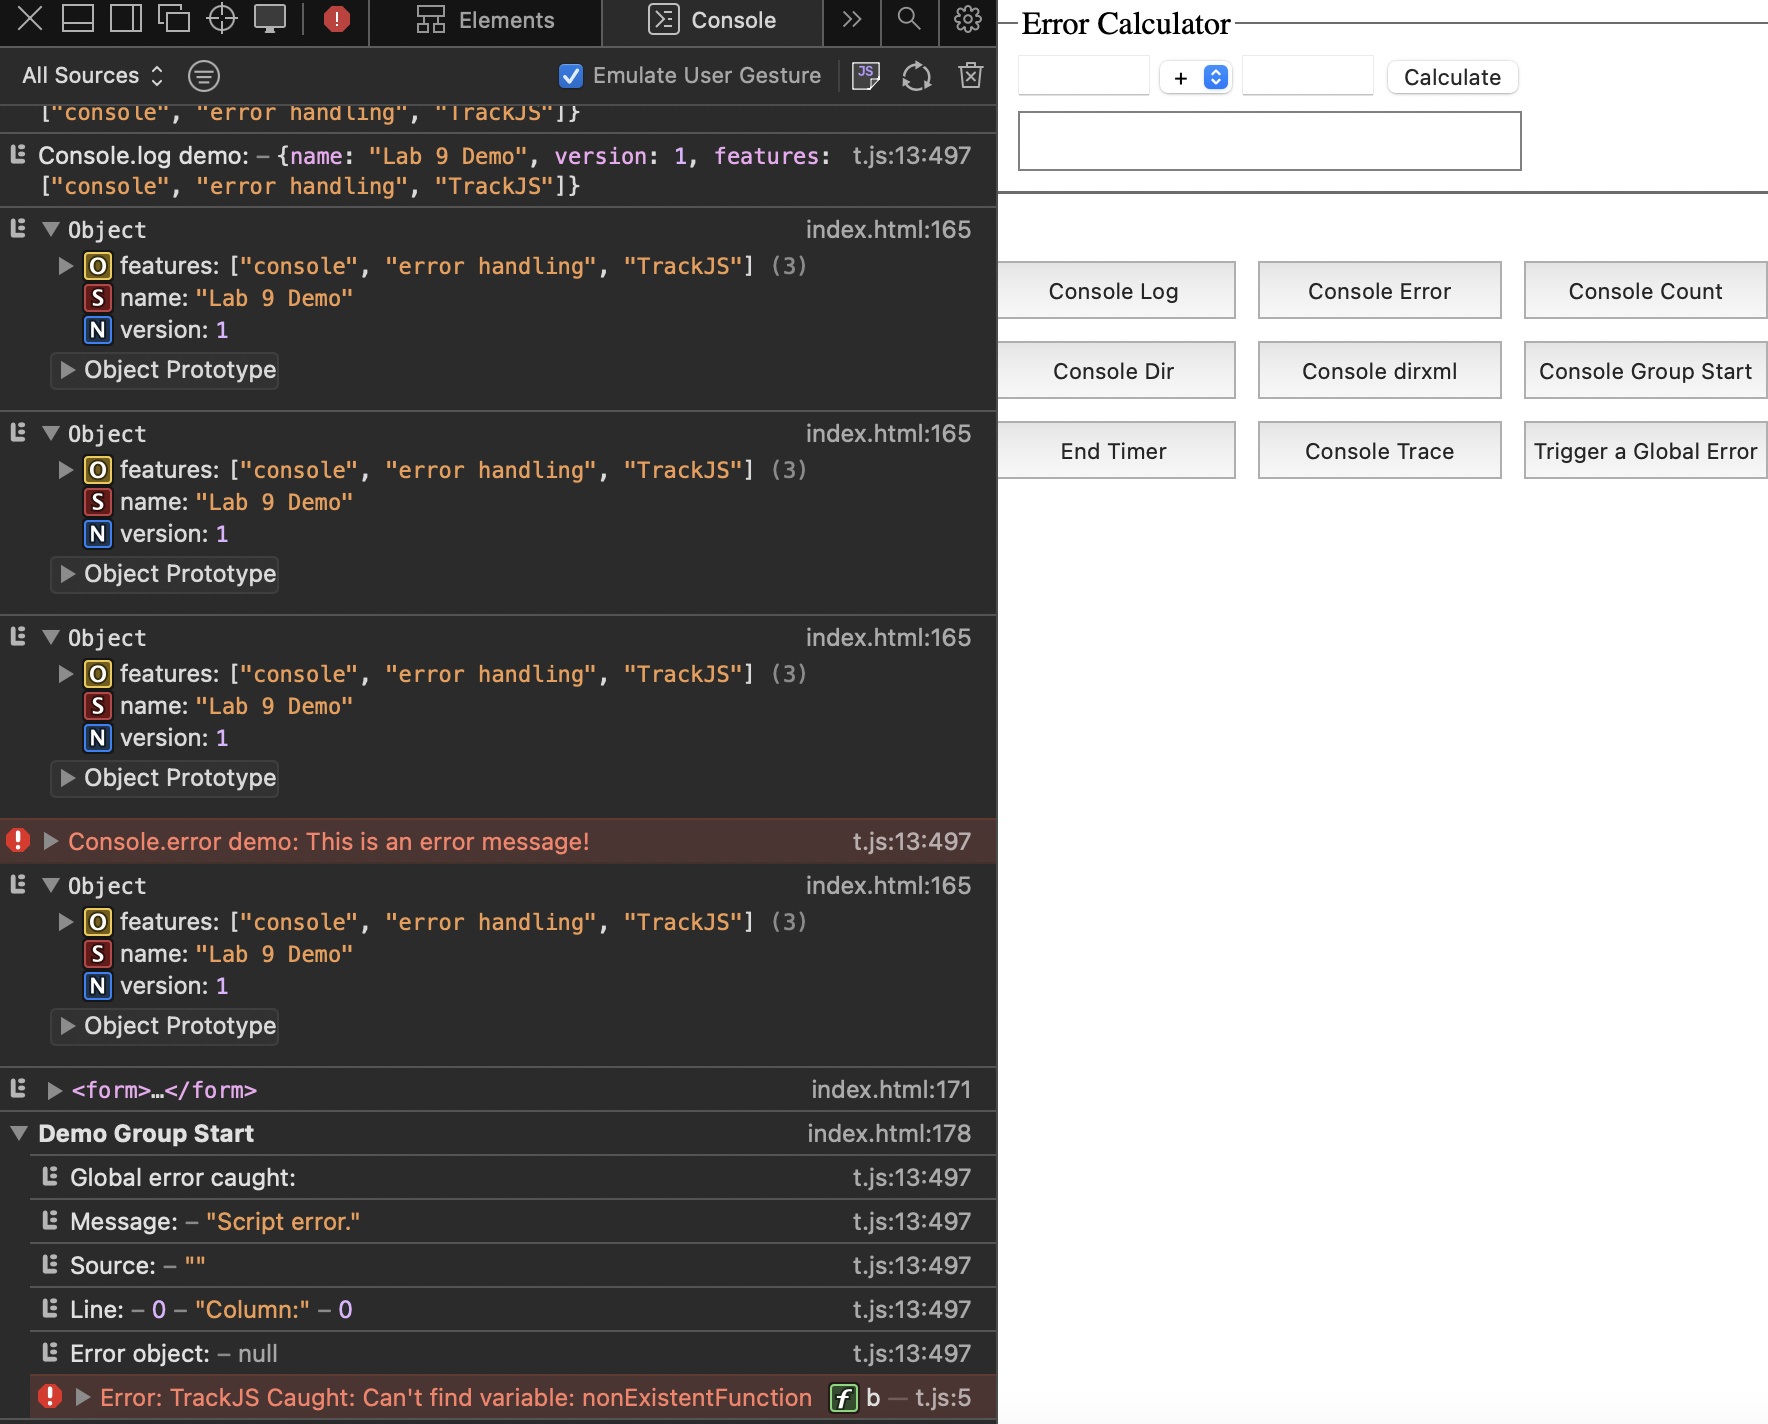 Elements
Console
All Sources
Emulate User Gesture
["console", "error handling", "TrackJS"]}
Console.log demo: – {name: "Lab 9 Demo", version: 1, features: t.js:13:497
["console", "error handling", "TrackJS"]}
Object index.html:165
O features: ["console", "error handling", "TrackJS"] (3)
S name: "Lab 9 Demo"
N version: 1
Object Prototype
Object index.html:165
O features: ["console", "error handling", "TrackJS"] (3)
S name: "Lab 9 Demo"
N version: 1
Object Prototype
Object index.html:165
O features: ["console", "error handling", "TrackJS"] (3)
S name: "Lab 9 Demo"
N version: 1
Object Prototype
Console.error demo: This is an error message! t.js:13:497
Object index.html:165
O features: ["console", "error handling", "TrackJS"] (3)
S name: "Lab 9 Demo"
N version: 1
Object Prototype
<form>…</form> index.html:171
Demo Group Start index.html:178
Global error caught: t.js:13:497
Message: – "Script error." t.js:13:497
Source: – "" t.js:13:497
Line: – 0 – "Column:" – 0 t.js:13:497
Error object: – null t.js:13:497
Error: TrackJS Caught: Can't find variable: nonExistentFunction f b — t.js:5
Error Calculator
+ Calculate
Console Log Console Error Console Count
Console Dir Console dirxml Console Group Start
End Timer Console Trace Trigger a Global Error